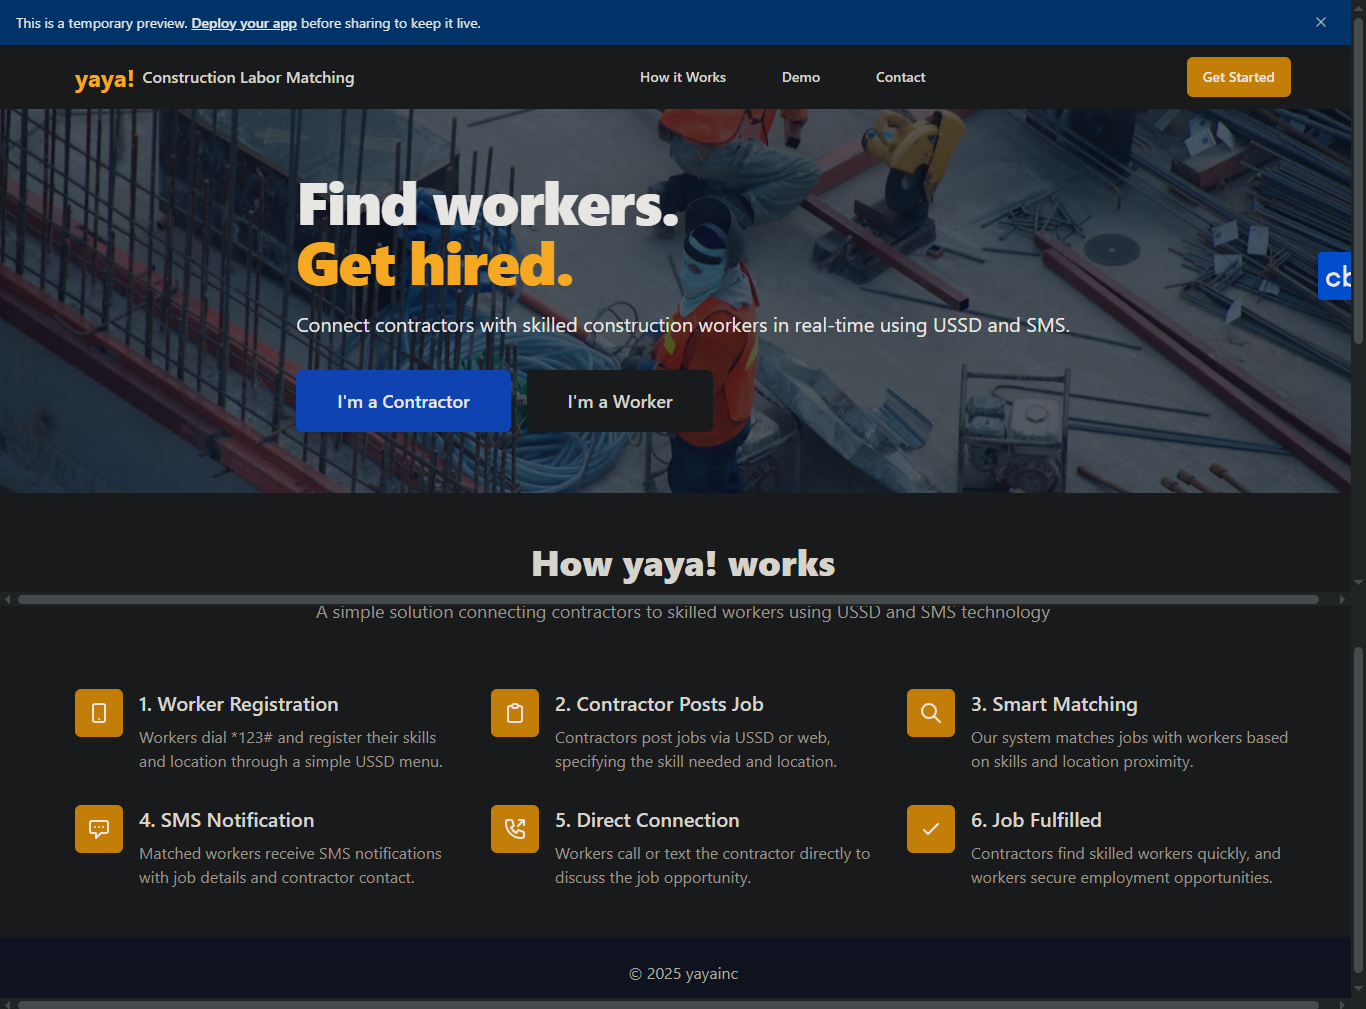 This is a temporary preview. Deploy your app before sharing to keep it live.
yaya! Construction Labor Matching
How it Works
Demo
Contact
Get Started
Find workers.
Get hired.
Connect contractors with skilled construction workers in real-time using USSD and SMS.
I'm a Contractor
I'm a Worker
cb
How yaya! works
A simple solution connecting contractors to skilled workers using USSD and SMS technology
1. Worker Registration
Workers dial *123# and register their skills
and location through a simple USSD menu.
2. Contractor Posts Job
Contractors post jobs via USSD or web,
specifying the skill needed and location.
3. Smart Matching
Our system matches jobs with workers based
on skills and location proximity.
4. SMS Notification
Matched workers receive SMS notifications
with job details and contractor contact.
5. Direct Connection
Workers call or text the contractor directly to
discuss the job opportunity.
6. Job Fulfilled
Contractors find skilled workers quickly, and
workers secure employment opportunities.
© 2025 yayainc